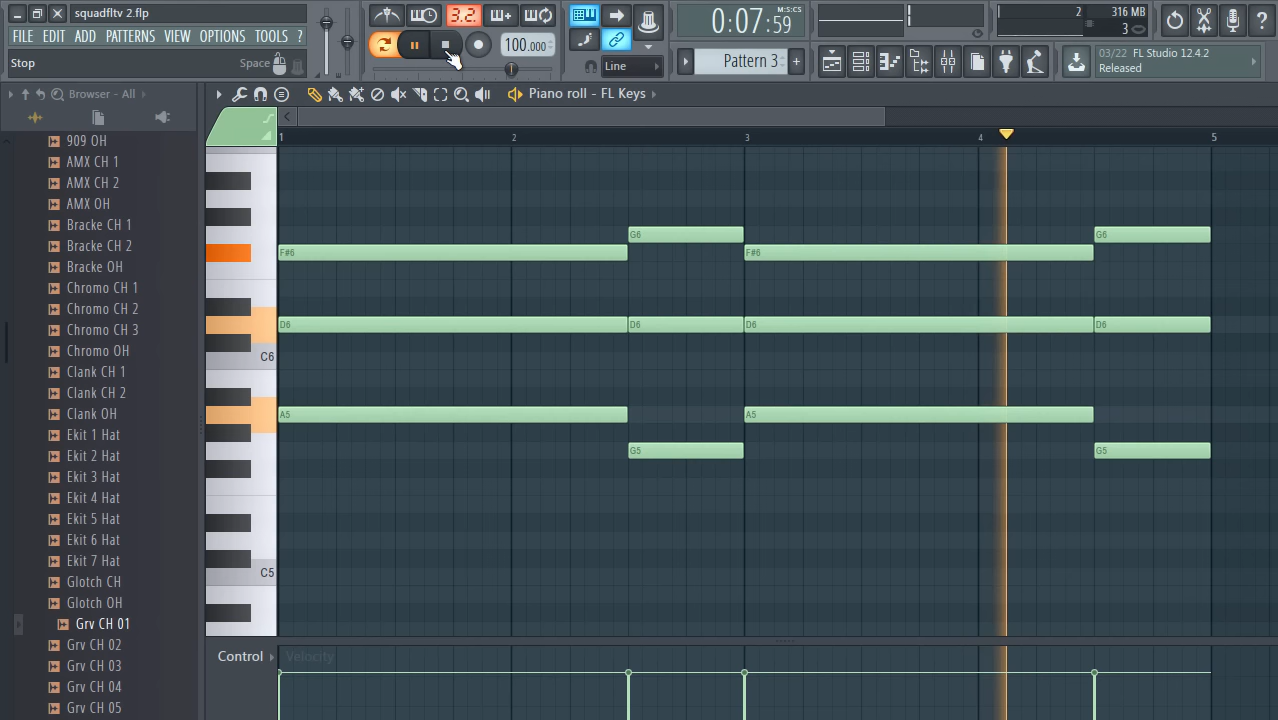 squadfltv 2.flp
FILE EDIT ADD PATTERNS VIEW OPTIONS TOOLS ?
Stop
Space
3.2.
100.000
Line
0:07:59
M:S:CS
Pattern 3
2
316 MB
3
03/22 FL Studio 12.4.2
Released
Browser - All
Piano roll - FL Keys
1 2 3 4 5
909 OH
AMX CH 1
AMX CH 2
AMX OH
Bracke CH 1
Bracke CH 2
Bracke OH
Chromo CH 1
Chromo CH 2
Chromo CH 3
Chromo OH
Clank CH 1
Clank CH 2
Clank OH
Ekit 1 Hat
Ekit 2 Hat
Ekit 3 Hat
Ekit 4 Hat
Ekit 5 Hat
Ekit 6 Hat
Ekit 7 Hat
Glotch CH
Glotch OH
Grv CH 01
Grv CH 02
Grv CH 03
Grv CH 04
Grv CH 05
G6 G6
F#6 F#6
D6 D6 D6 D6
C6
A5 A5
G5 G5
C5
Control Velocity